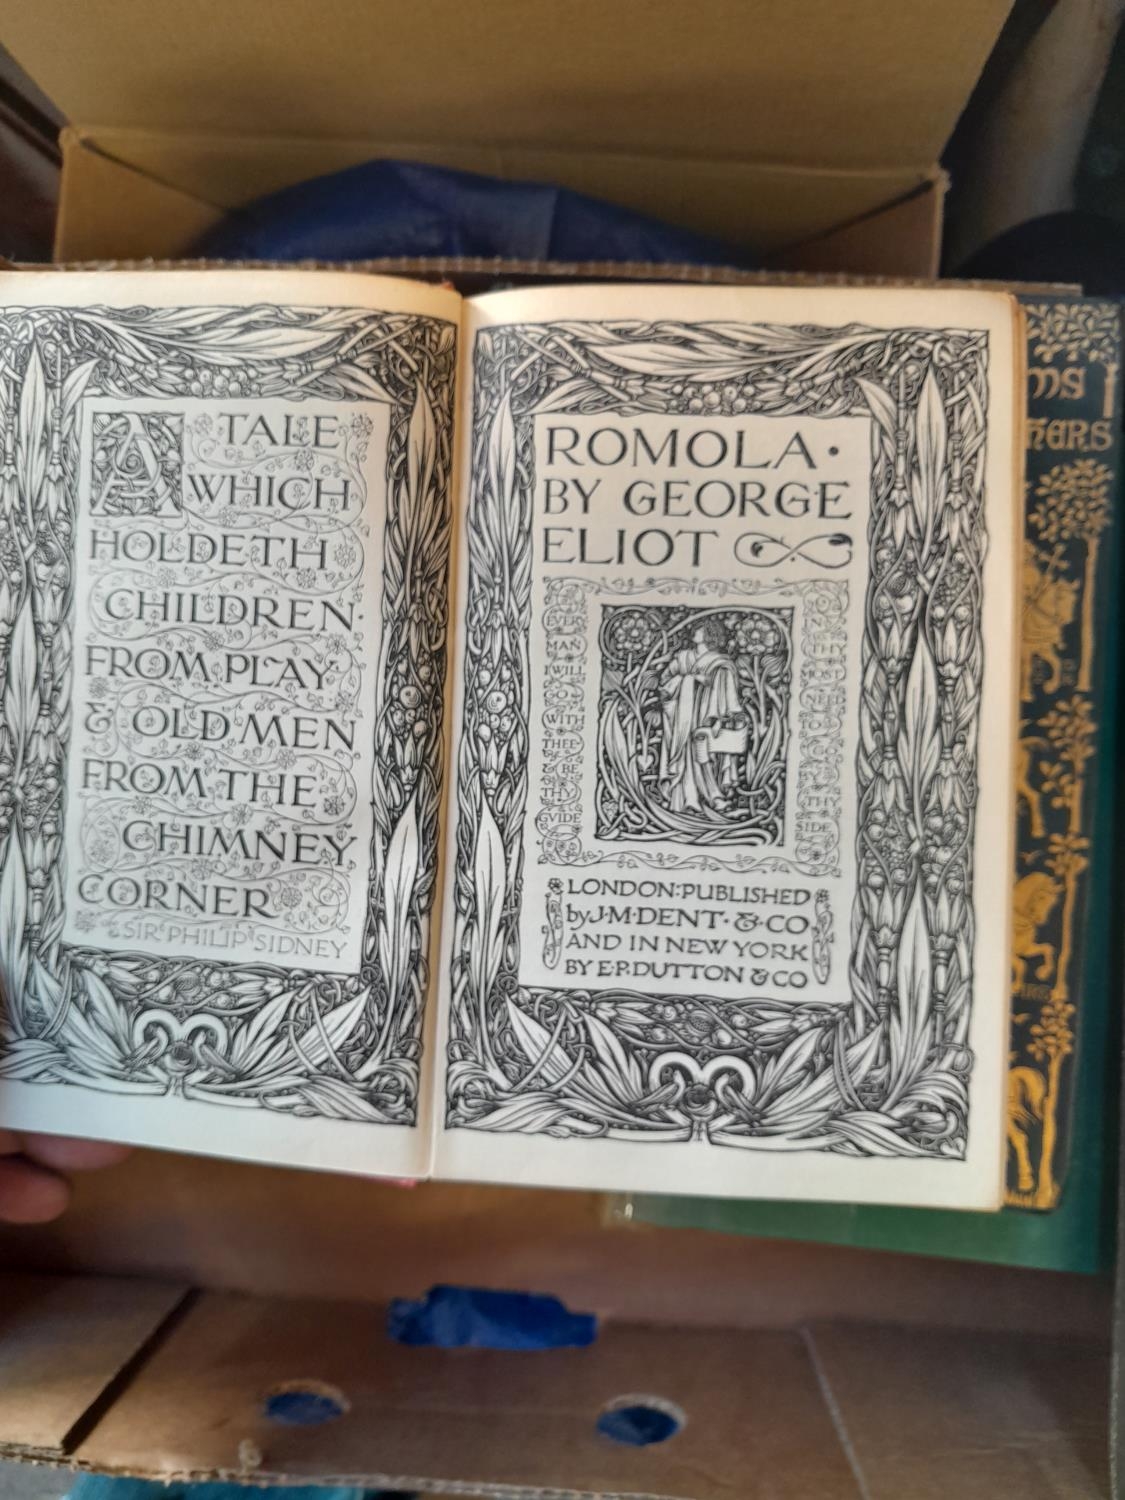 A TALE
WHICH
HOLDETH
CHILDREN·
FROM PLAY
& OLD MEN
FROM THE
CHIMNEY
CORNER
SIR PHILIP SIDNEY
ROMOLA·
BY GEORGE
ELIOT
EVERY
MAN
I WILL
GO
WITH
THEE
& BE
THY
GVIDE
IN THY
MOST
NEED
TO GO
BY
THY
SIDE
LONDON:PUBLISHED
by J·M·DENT·&·CO
AND IN NEW YORK
BY E·P·DUTTON & CO